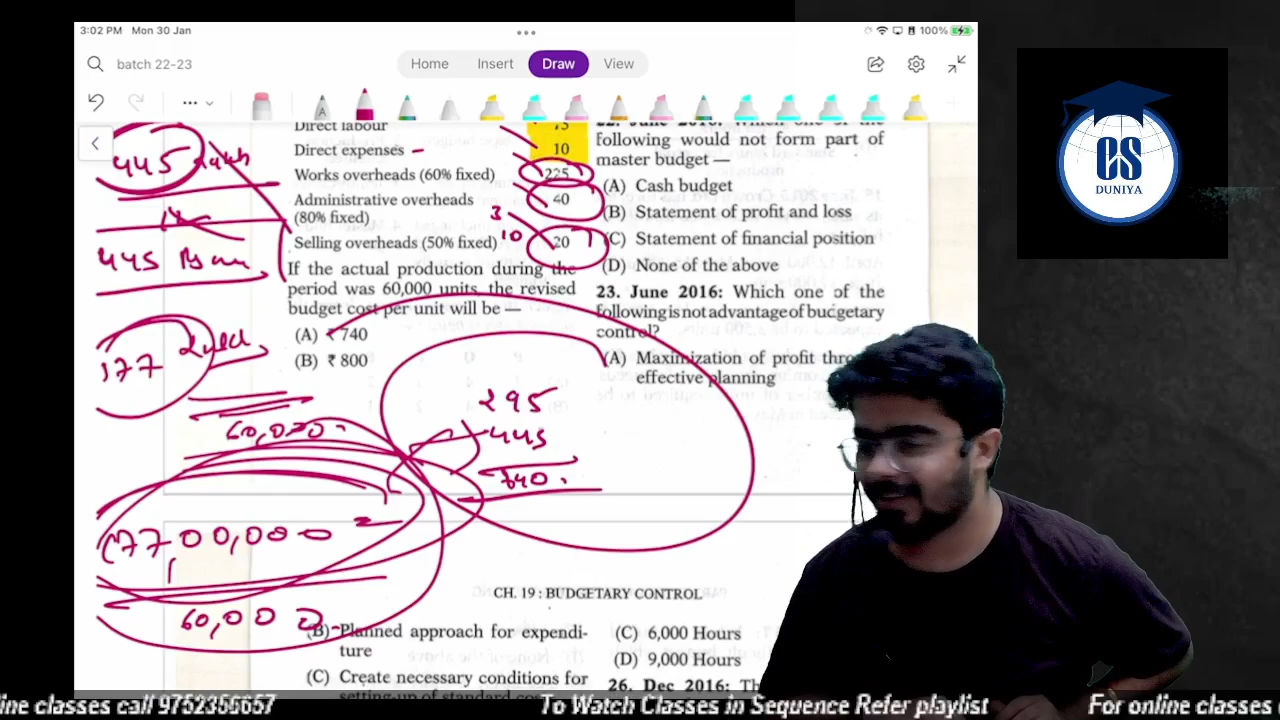 3:02 PM Mon 30 Jan
100%
batch 22-23
Home Insert Draw View
445
445
177
60,000
7700,000
60,000
Direct labour 75
Direct expenses 10
Works overheads (60% fixed) 225
Administrative overheads 40
(80% fixed)
3
10
Selling overheads (50% fixed) 20
If the actual production during the
period was 60,000 units, the revised
budget cost per unit will be —
(A) ₹ 740
(B) ₹ 800
295
445
740
following would not form part of
master budget —
(A) Cash budget
(B) Statement of profit and loss
(C) Statement of financial position
(D) None of the above
23. June 2016: Which one of the
following is not advantage of budgetary
control?
(A) Maximization of profit
effective planning
CH. 19 : BUDGETARY CONTROL
(B) Planned approach for expendi-
ture
(C) Create necessary conditions for
(C) 6,000 Hours
(D) 9,000 Hours
26. Dec 2016:
CS
DUNIYA
classes call 9752356657 To Watch Classes in Sequence Refer playlist For online classes